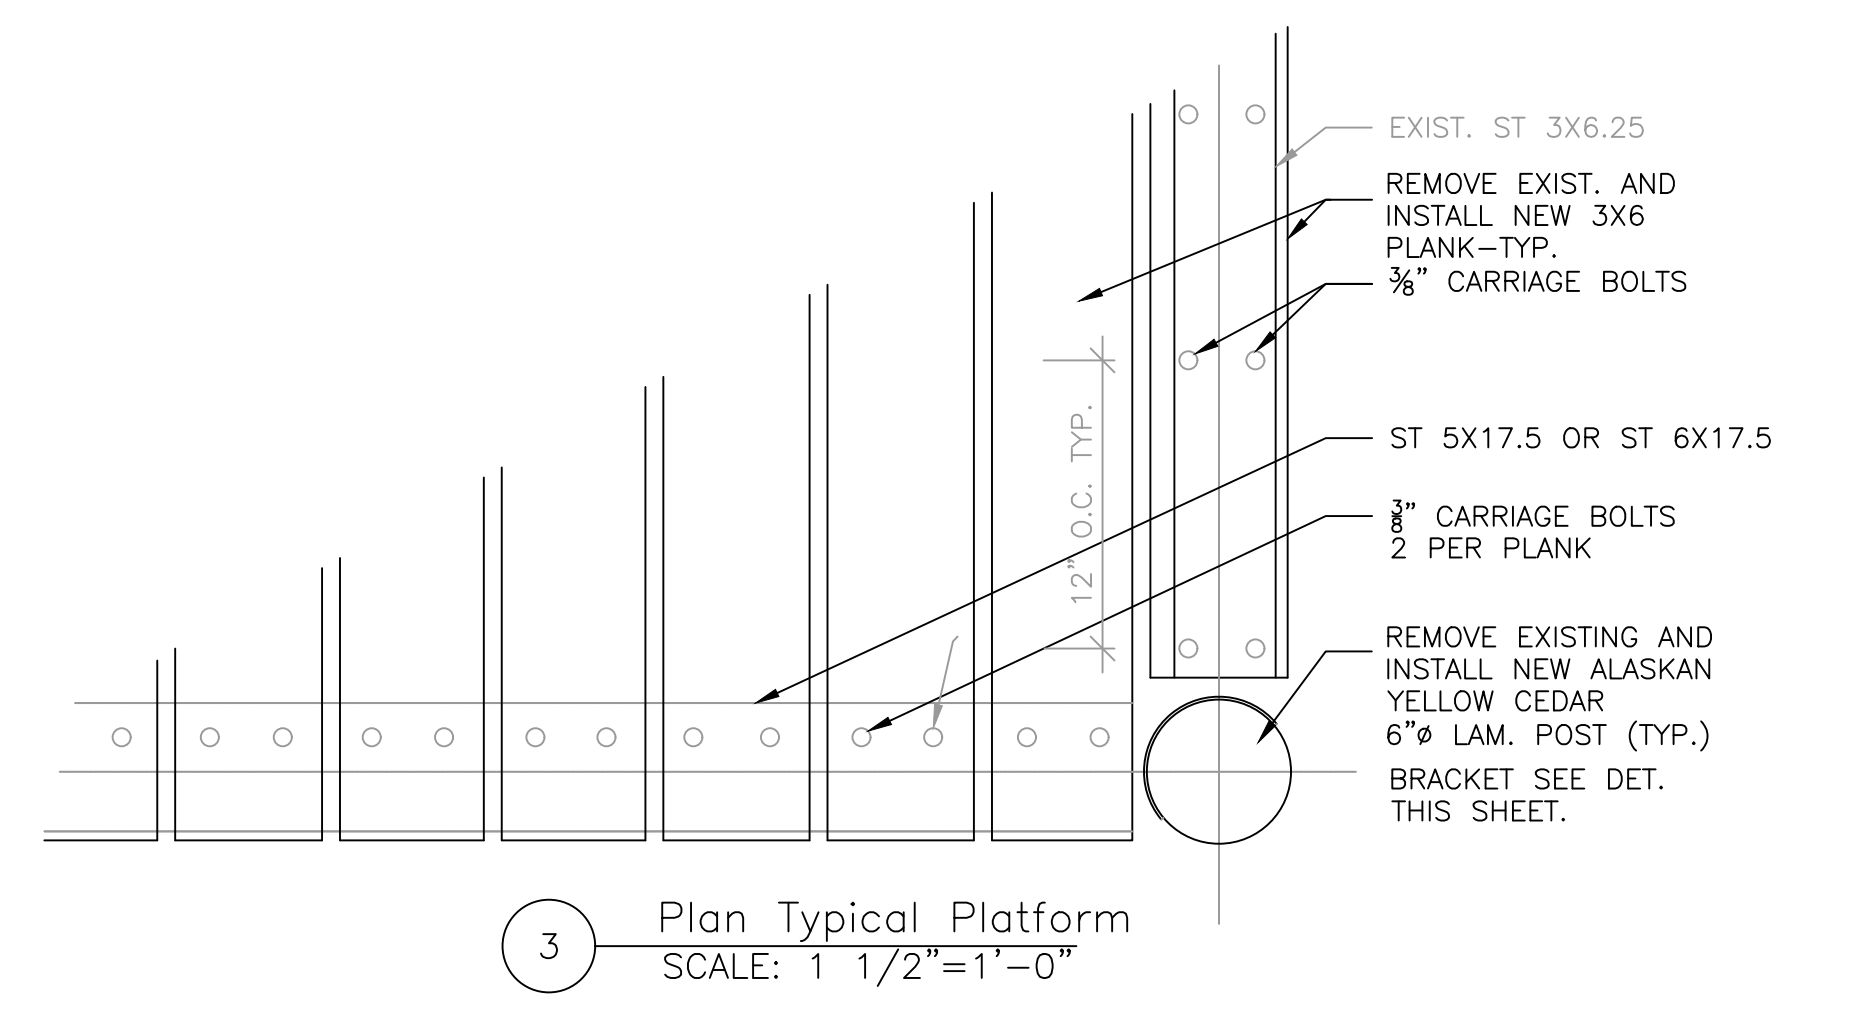 EXIST. ST 3X6.25
REMOVE EXIST. AND
INSTALL NEW 3X6
PLANK-TYP.
3/8" CARRIAGE BOLTS
12" O.C. TYP.
ST 5X17.5 OR ST 6X17.5
3/8" CARRIAGE BOLTS
2 PER PLANK
REMOVE EXISTING AND
INSTALL NEW ALASKAN
YELLOW CEDAR
6"ø LAM. POST (TYP.)
BRACKET SEE DET.
THIS SHEET.
3
Plan Typical Platform
SCALE: 1 1/2"=1'-0"